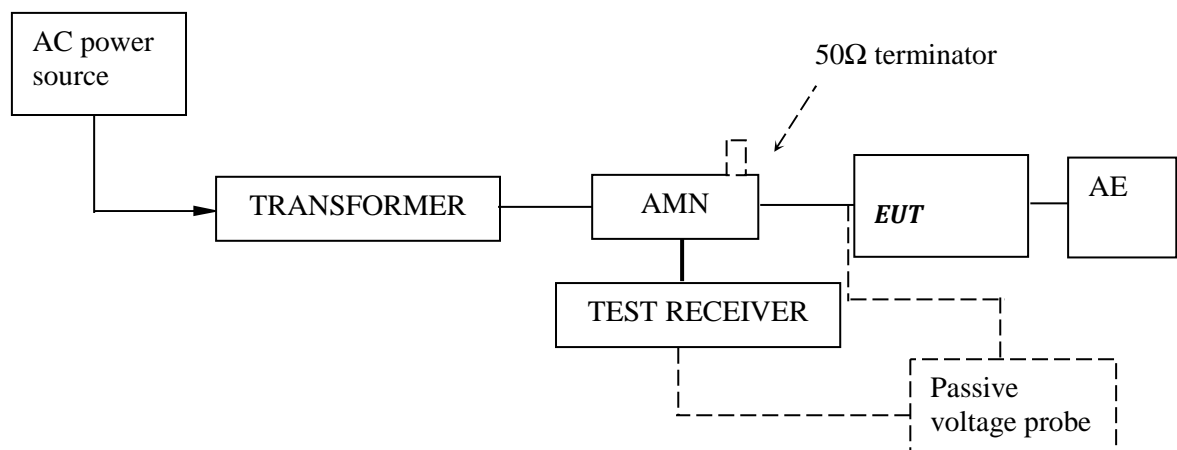 AC power
source
50Ω terminator
TRANSFORMER
AMN
EUT
AE
TEST RECEIVER
Passive
voltage probe